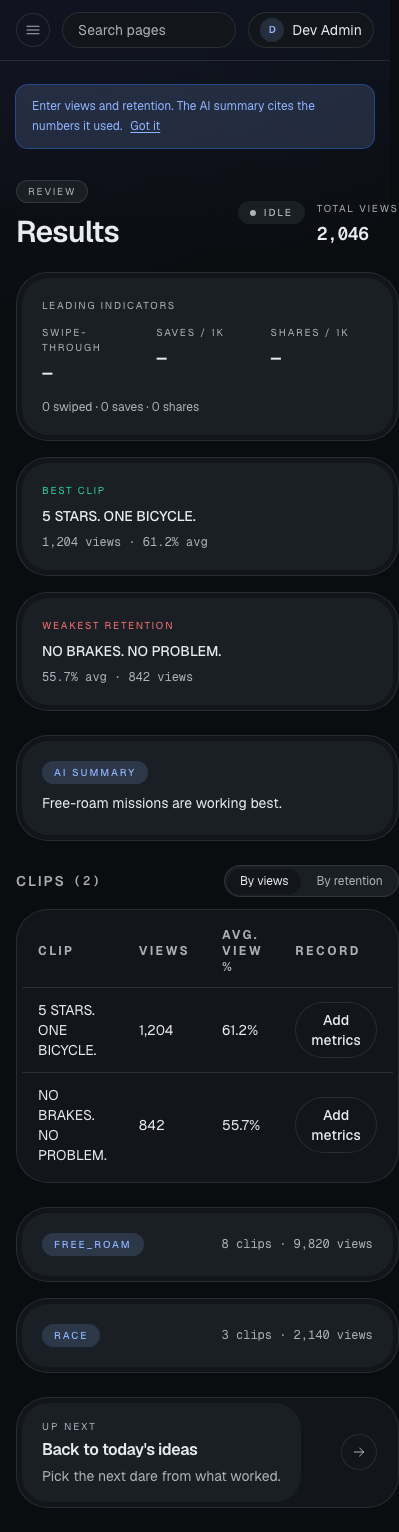 Search pages
D
Dev Admin
Enter views and retention. The AI summary cites the
numbers it used. Got it
REVIEW
Results
IDLE
TOTAL VIEWS
2,046
LEADING INDICATORS
SWIPE-
THROUGH
SAVES / 1K
SHARES / 1K
—
—
—
0 swiped · 0 saves · 0 shares
BEST CLIP
5 STARS. ONE BICYCLE.
1,204 views · 61.2% avg
WEAKEST RETENTION
NO BRAKES. NO PROBLEM.
55.7% avg · 842 views
AI SUMMARY
Free-roam missions are working best.
CLIPS (2)
By views
By retention
CLIP
VIEWS
AVG.
VIEW
%
RECORD
5 STARS.
ONE
BICYCLE.
1,204
61.2%
Add
metrics
NO
BRAKES.
NO
PROBLEM.
842
55.7%
Add
metrics
FREE_ROAM
8 clips · 9,820 views
RACE
3 clips · 2,140 views
UP NEXT
Back to today's ideas
Pick the next dare from what worked.